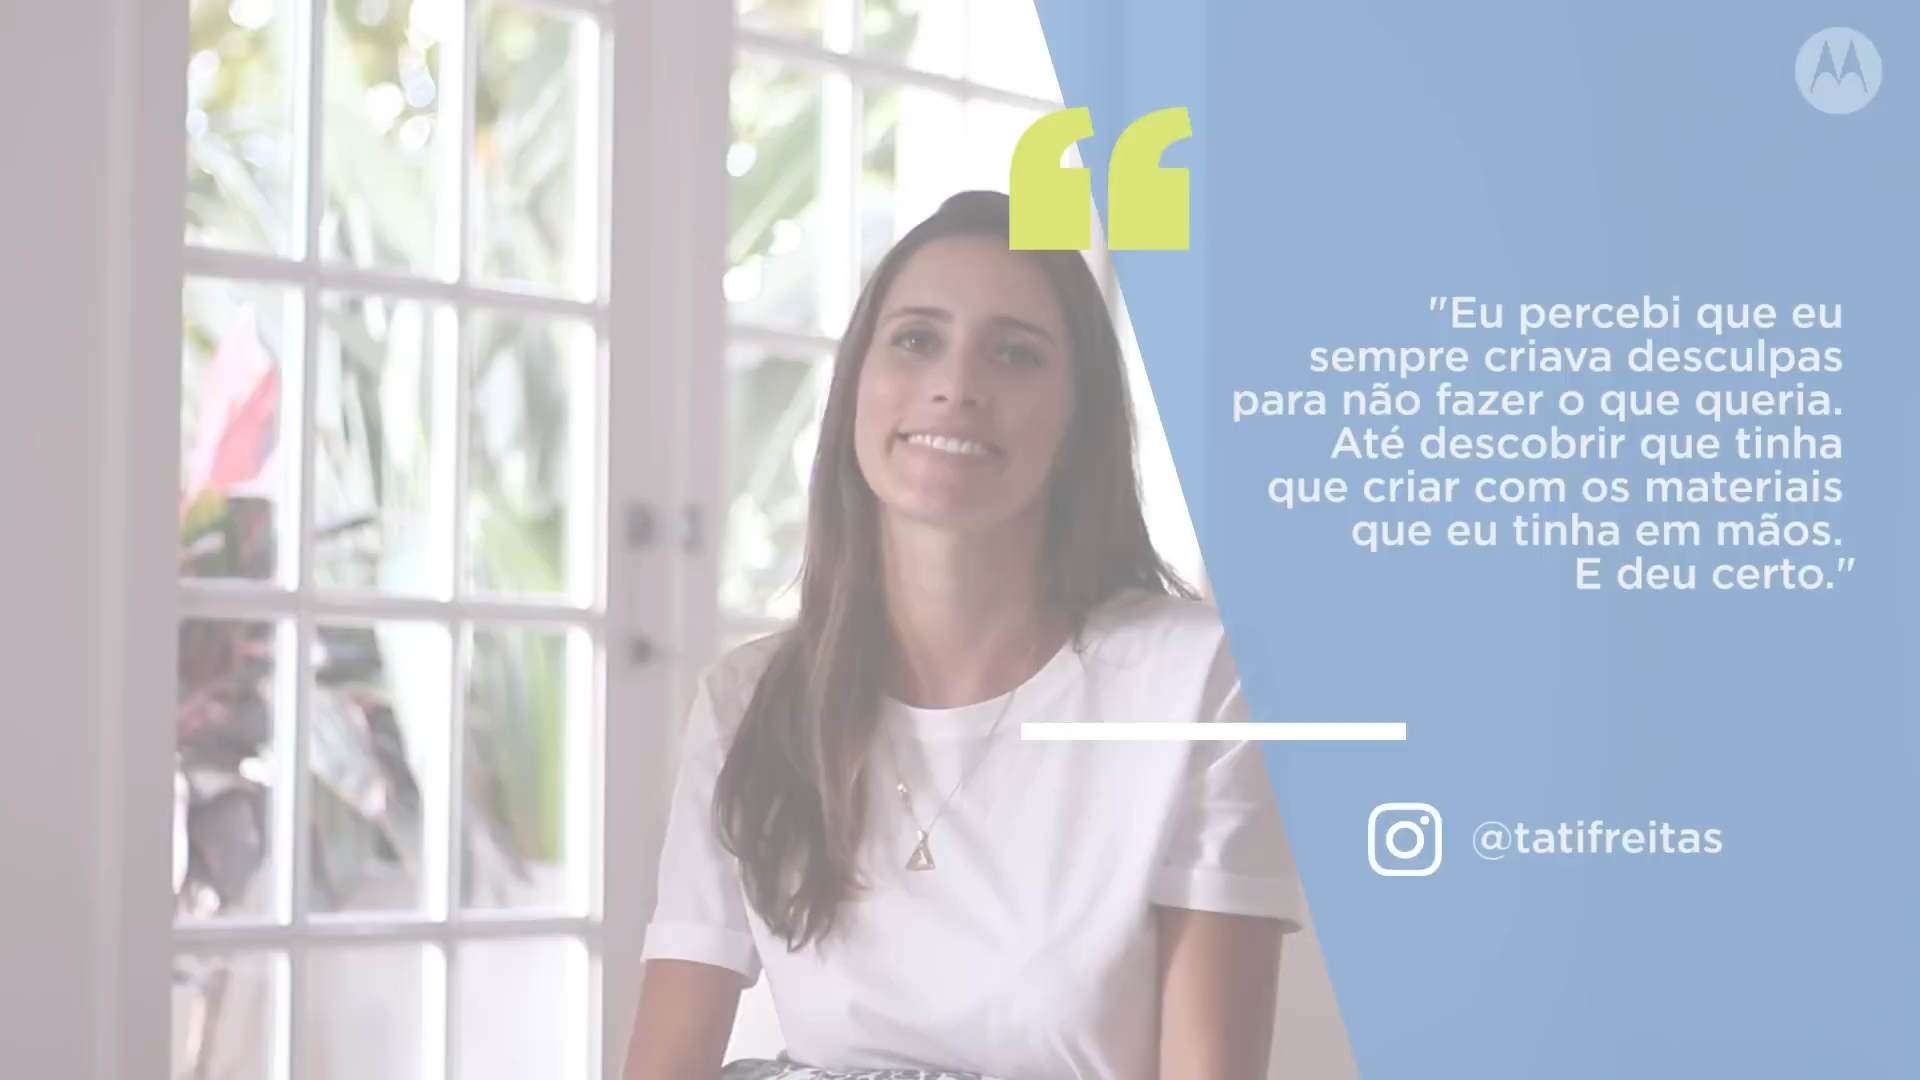 "Eu percebi que eu
sempre criava desculpas
para não fazer o que queria.
Até descobrir que tinha
que criar com os materiais
que eu tinha em mãos.
E deu certo."
@tatifreitas